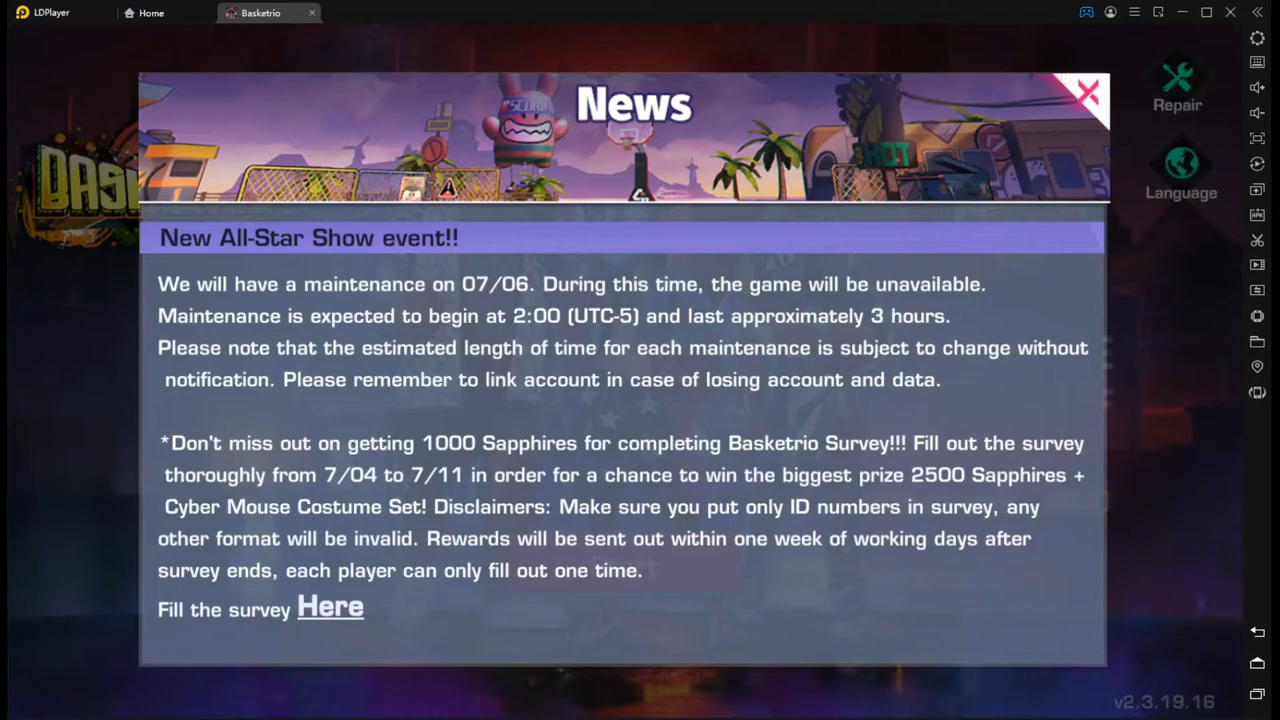 LDPlayer
Home
Basketrio
News
SCORE
Repair
HOT
BASK
Language
New All-Star Show event!!
We will have a maintenance on 07/06. During this time, the game will be unavailable.
Maintenance is expected to begin at 2:00 (UTC-5) and last approximately 3 hours.
Please note that the estimated length of time for each maintenance is subject to change without
notification. Please remember to link account in case of losing account and data.
*Don't miss out on getting 1000 Sapphires for completing Basketrio Survey!!! Fill out the survey
thoroughly from 7/04 to 7/11 in order for a chance to win the biggest prize 2500 Sapphires +
Cyber Mouse Costume Set! Disclaimers: Make sure you put only ID numbers in survey, any
other format will be invalid. Rewards will be sent out within one week of working days after
survey ends, each player can only fill out one time.
Fill the survey Here
v2.3.19.16